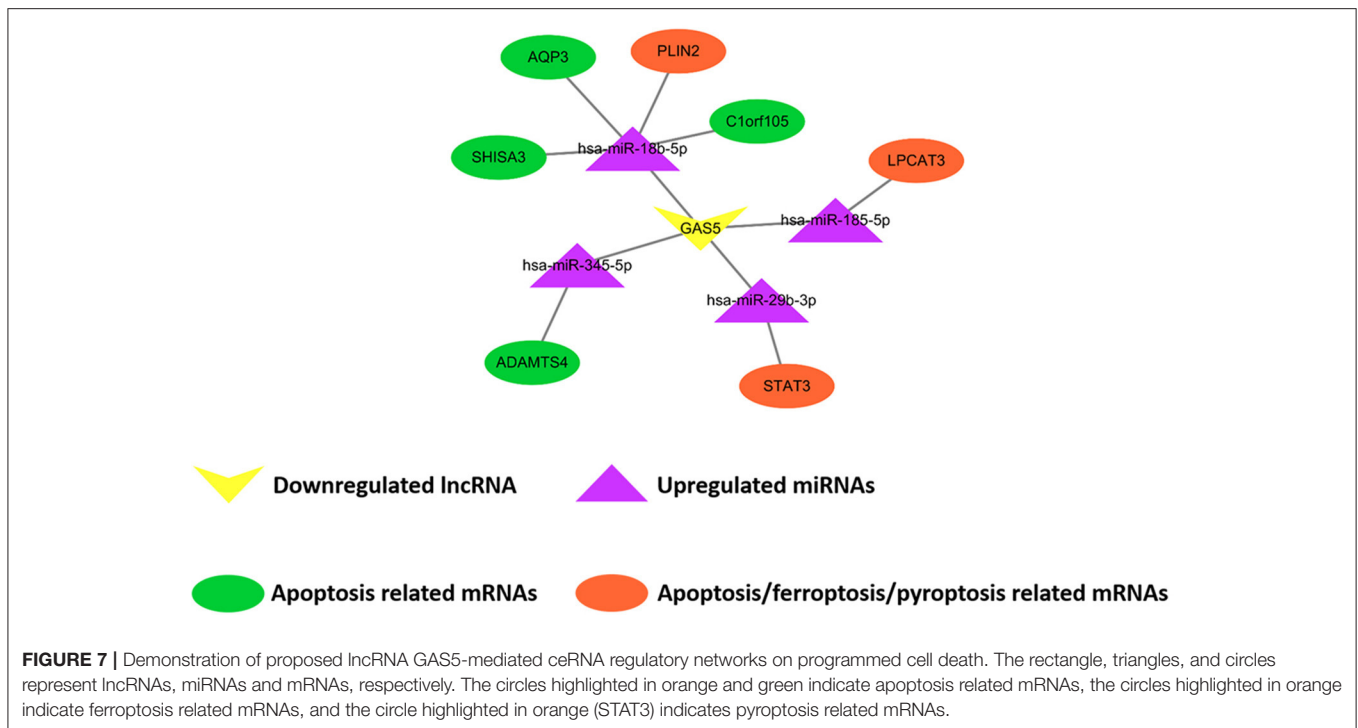 AQP3
PLIN2
C1orf105
hsa-miR-18b-5p
SHISA3
LPCAT3
hsa-miR-185-5p
GAS5
hsa-miR-345-5p
hsa-miR-29b-3p
ADAMTS4
STAT3
Downregulated lncRNA
Upregulated miRNAs
Apoptosis related mRNAs
Apoptosis/ferroptosis/pyroptosis related mRNAs
FIGURE 7 | Demonstration of proposed lncRNA GAS5-mediated ceRNA regulatory networks on programmed cell death. The rectangle, triangles, and circles
represent lncRNAs, miRNAs and mRNAs, respectively. The circles highlighted in orange and green indicate apoptosis related mRNAs, the circles highlighted in orange
indicate ferroptosis related mRNAs, and the circle highlighted in orange (STAT3) indicates pyroptosis related mRNAs.